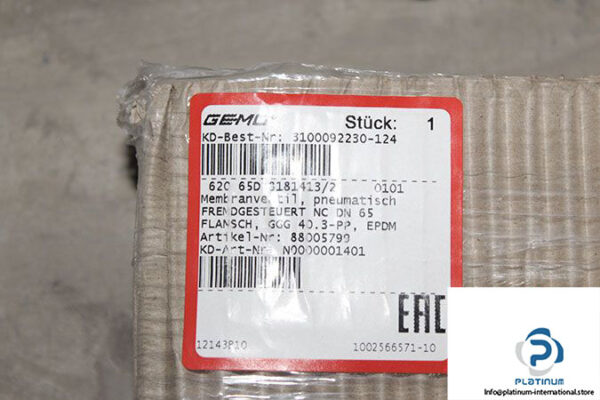 GEMÜ Stück: 1
KD-Best-Nr: 3100092230-124
620 65D 3181413/2 0101
Membranventil, pneumatisch
FREMDGESTEUERT NC DN 65
FLANSCH, GGG 40.3-PP, EPDM
Artikel-Nr: 88005790
KD-Art-Nr: N0000001401
EAC
12143P10 1002566571-10
PLATINUM
Info@platinum-international.store